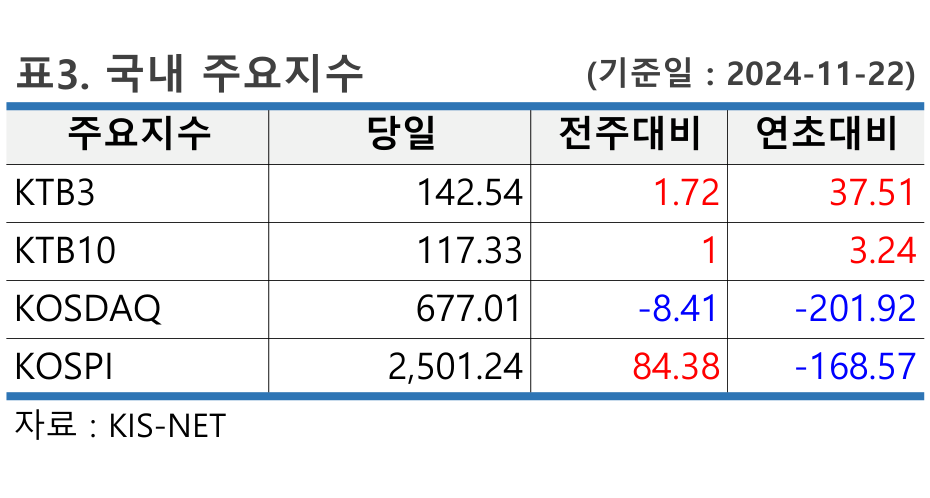 표3. 국내 주요지수 (기준일 : 2024-11-22)
주요지수 당일 전주대비 연초대비
KTB3 142.54 1.72 37.51
KTB10 117.33 1 3.24
KOSDAQ 677.01 -8.41 -201.92
KOSPI 2,501.24 84.38 -168.57
자료 : KIS-NET